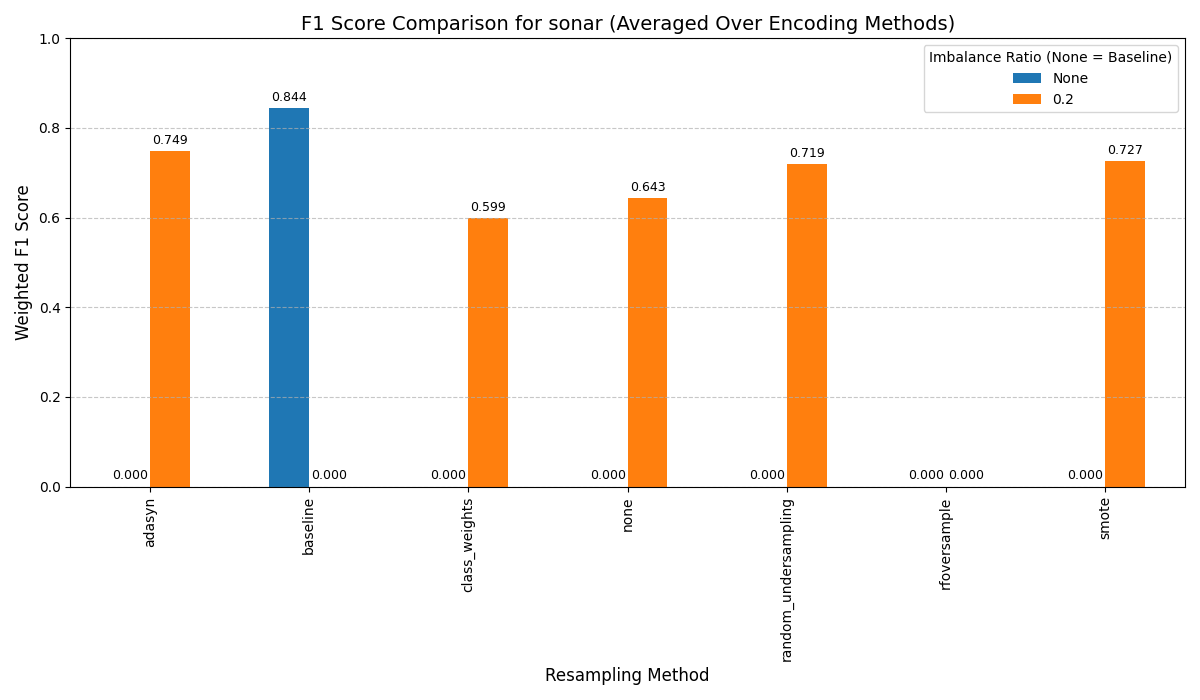 F1 Score Comparison for sonar (Averaged Over Encoding Methods)
Weighted F1 Score
1.0
0.8
0.6
0.4
0.2
0.0
Imbalance Ratio (None = Baseline)
None
0.2
0.000 0.749
0.844 0.000
0.000 0.599
0.000 0.643
0.000 0.719
0.000 0.000
0.000 0.727
adasyn
baseline
class_weights
none
random_undersampling
rfoversample
smote
Resampling Method